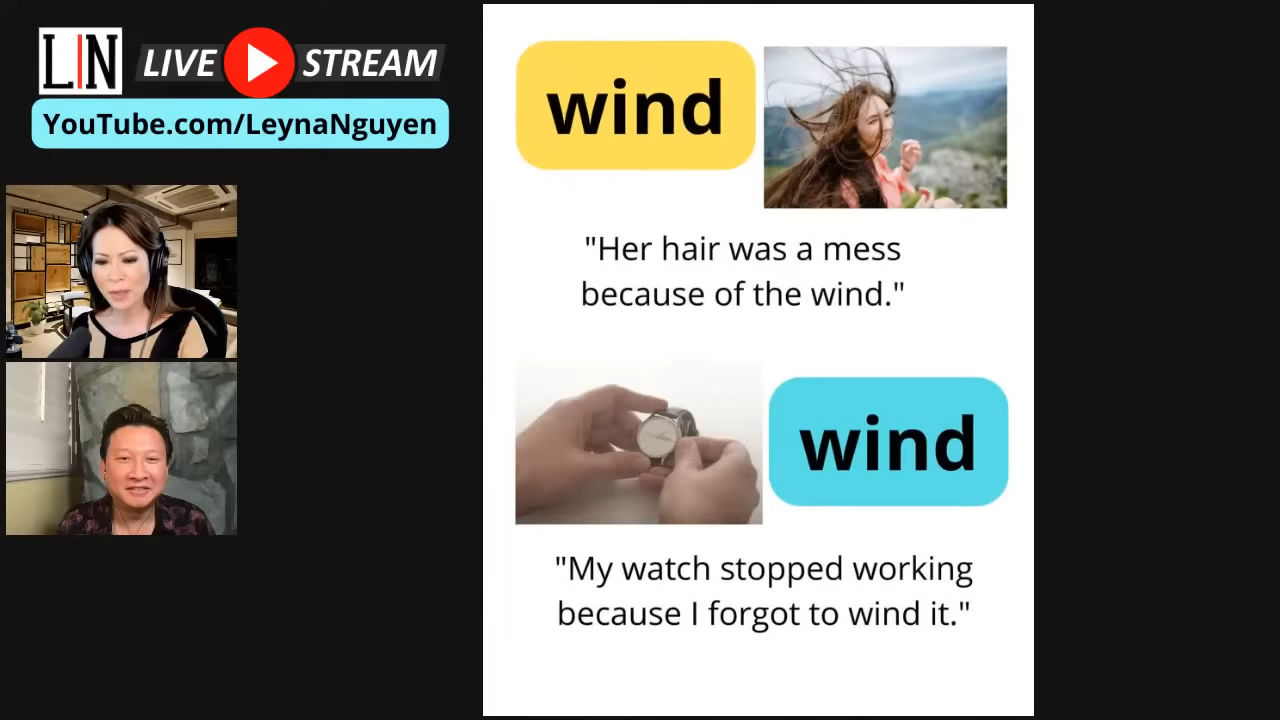 LIN LIVE STREAM
YouTube.com/LeynaNguyen
wind
"Her hair was a mess
because of the wind."
wind
"My watch stopped working
because I forgot to wind it."